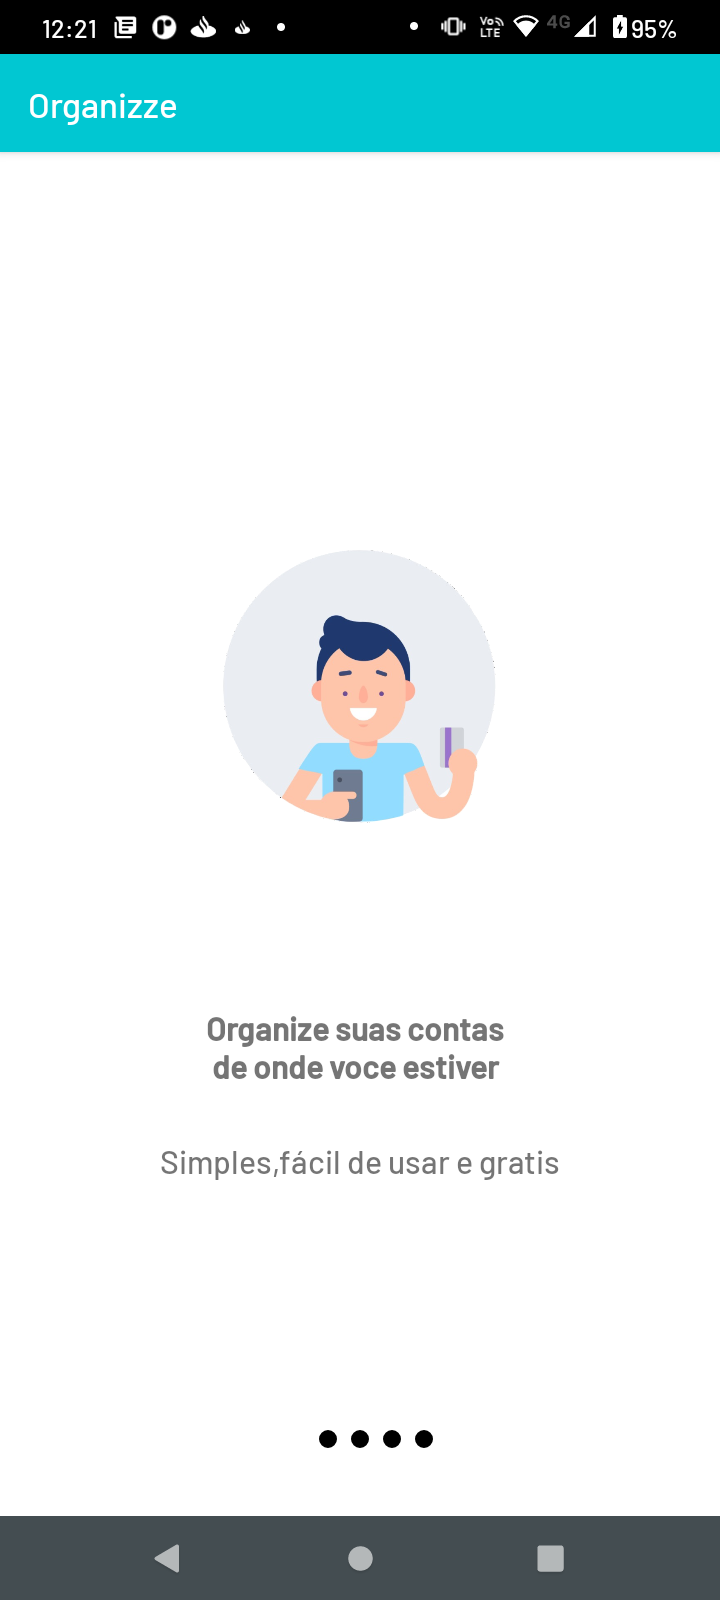 12:21
Vo
LTE
4G
95%
Organizze
Organize suas contas
de onde voce estiver
Simples,fácil de usar e gratis